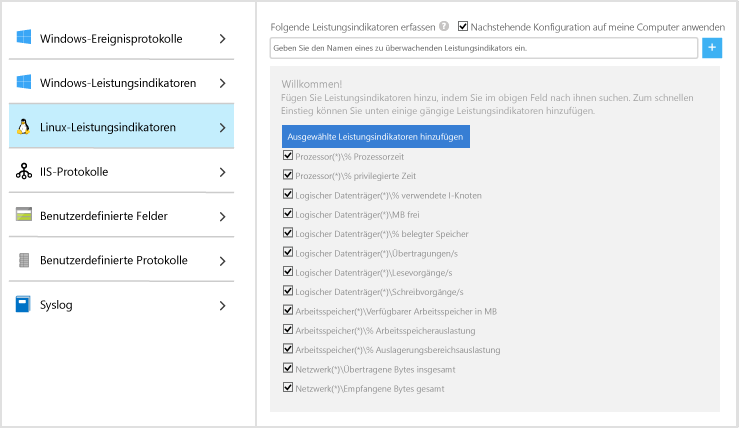 Windows-Ereignisprotokolle
Windows-Leistungsindikatoren
Linux-Leistungsindikatoren
IIS-Protokolle
Benutzerdefinierte Felder
Benutzerdefinierte Protokolle
Syslog
Folgende Leistungsindikatoren erfassen ? Nachstehende Konfiguration auf meine Computer anwenden
Geben Sie den Namen eines zu überwachenden Leistungsindikators ein. +
Willkommen!
Fügen Sie Leistungsindikatoren hinzu, indem Sie im obigen Feld nach ihnen suchen. Zum schnellen
Einstieg können Sie unten einige gängige Leistungsindikatoren hinzufügen.
Ausgewählte Leistungsindikatoren hinzufügen
Prozessor(*)\% Prozessorzeit
Prozessor(*)\% privilegierte Zeit
Logischer Datenträger(*)\% verwendete I-Knoten
Logischer Datenträger(*)\MB frei
Logischer Datenträger(*)\% belegter Speicher
Logischer Datenträger(*)\Übertragungen/s
Logischer Datenträger(*)\Lesevorgänge/s
Logischer Datenträger(*)\Schreibvorgänge/s
Arbeitsspeicher(*)\Verfügbarer Arbeitsspeicher in MB
Arbeitsspeicher(*)\% Arbeitsspeicherauslastung
Arbeitsspeicher(*)\% Auslagerungsbereichsauslastung
Netzwerk(*)\Übertragene Bytes insgesamt
Netzwerk(*)\Empfangene Bytes gesamt